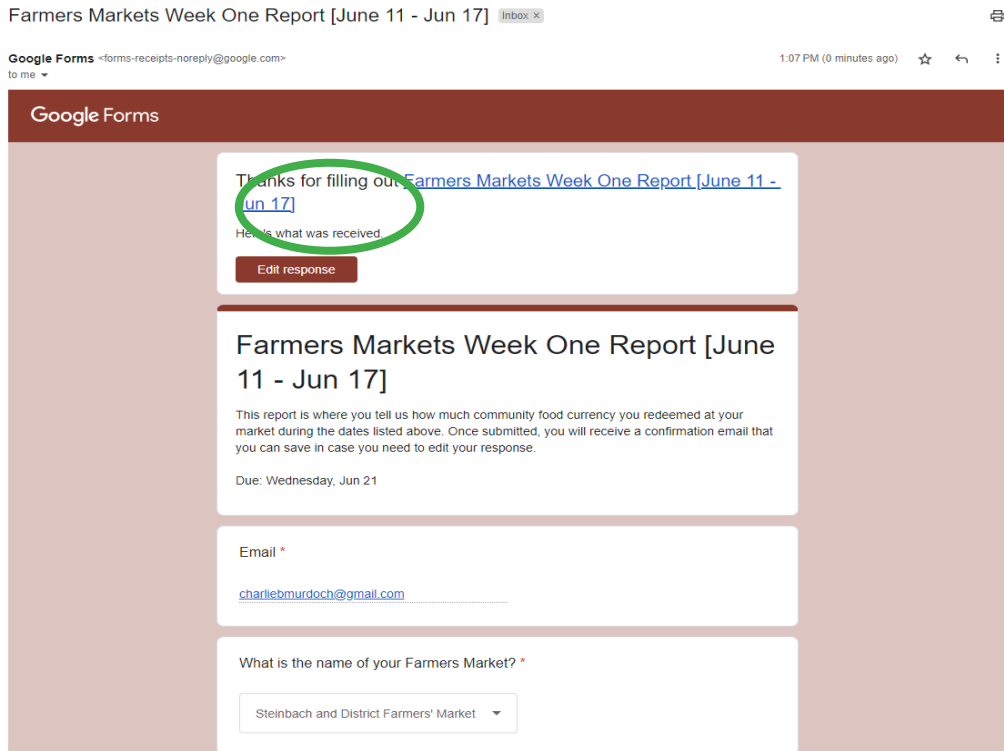 Farmers Markets Week One Report [June 11 - Jun 17] Inbox ×
Google Forms <forms-receipts-noreply@google.com> 1:07 PM (0 minutes ago)
to me
Google Forms
Thanks for filling out Farmers Markets Week One Report [June 11 -
Jun 17]
Here's what was received.
Edit response
Farmers Markets Week One Report [June
11 - Jun 17]
This report is where you tell us how much community food currency you redeemed at your
market during the dates listed above. Once submitted, you will receive a confirmation email that
you can save in case you need to edit your response.
Due: Wednesday, Jun 21
Email *
charliebmurdoch@gmail.com
What is the name of your Farmers Market? *
Steinbach and District Farmers' Market